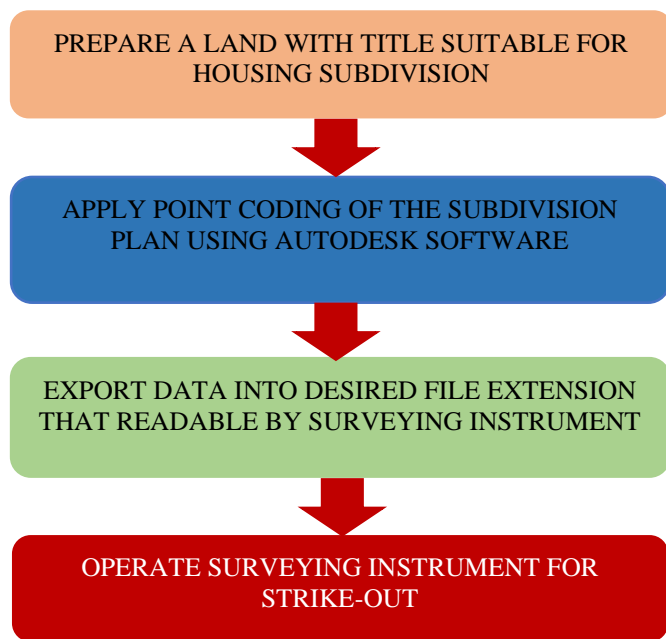 PREPARE A LAND WITH TITLE SUITABLE FOR
HOUSING SUBDIVISION
APPLY POINT CODING OF THE SUBDIVISION
PLAN USING AUTODESK SOFTWARE
EXPORT DATA INTO DESIRED FILE EXTENSION
THAT READABLE BY SURVEYING INSTRUMENT
OPERATE SURVEYING INSTRUMENT FOR
STRIKE-OUT